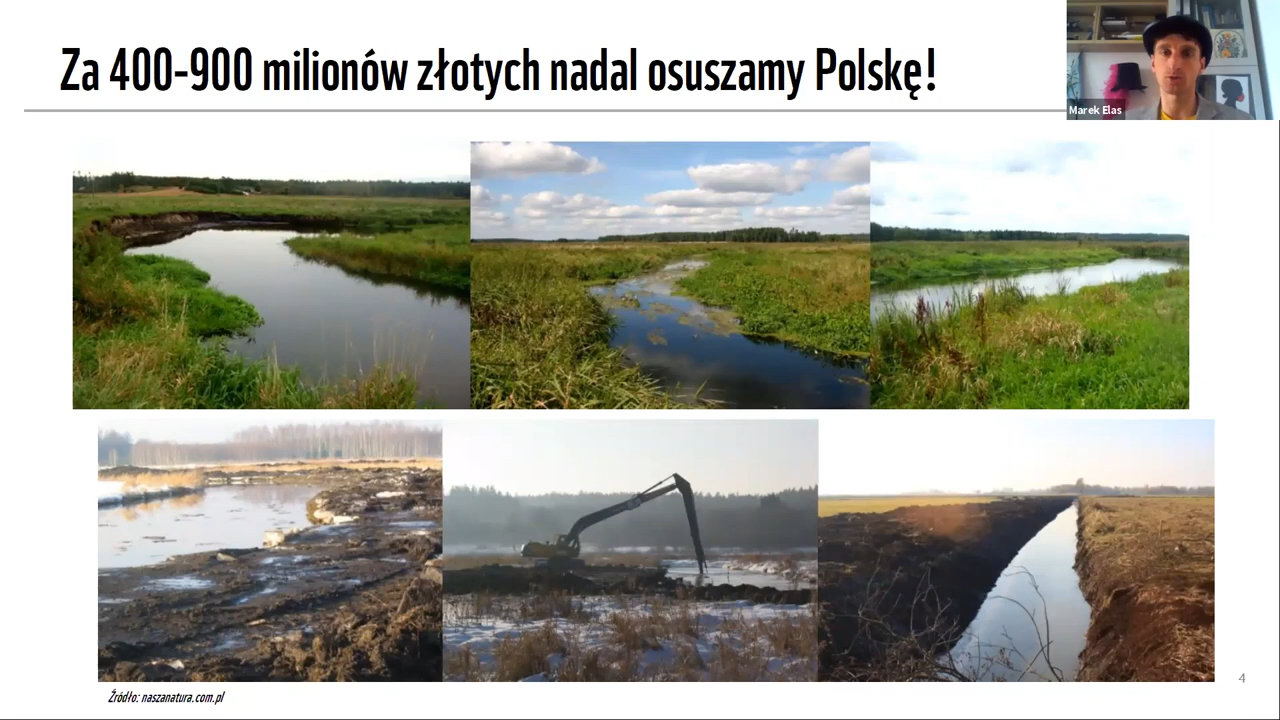 Za 400-900 milionów złotych nadal osuszamy Polskę!
Marek Elas
Źródło: naszanatura.com.pl
4